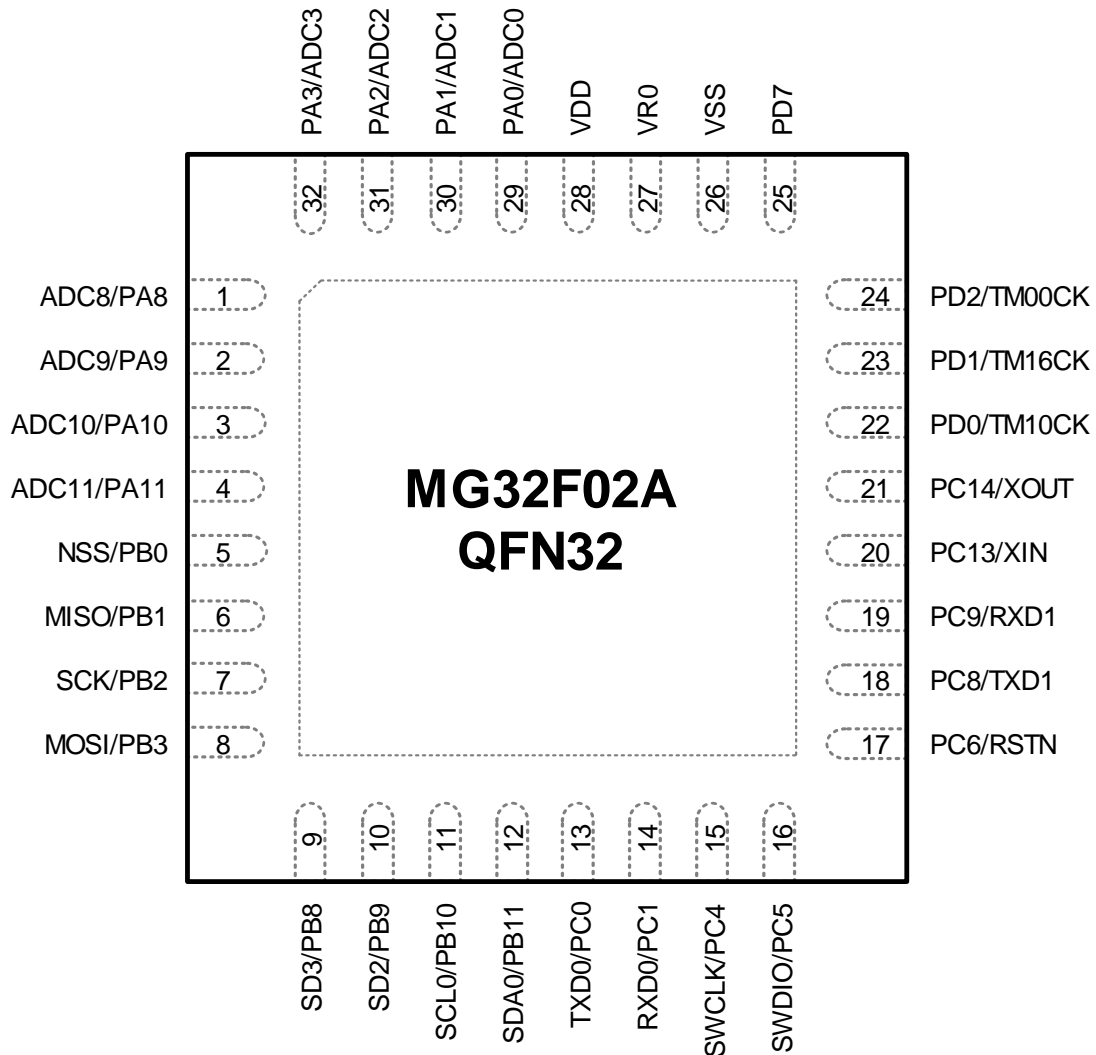 PA3/ADC3
PA2/ADC2
PA1/ADC1
PA0/ADC0
VDD
VR0
VSS
PD7
32
31
30
29
28
27
26
25
ADC8/PA8 1
ADC9/PA9 2
ADC10/PA10 3
ADC11/PA11 4
NSS/PB0 5
MISO/PB1 6
SCK/PB2 7
MOSI/PB3 8
MG32F02A
QFN32
24 PD2/TM00CK
23 PD1/TM16CK
22 PD0/TM10CK
21 PC14/XOUT
20 PC13/XIN
19 PC9/RXD1
18 PC8/TXD1
17 PC6/RSTN
9
10
11
12
13
14
15
16
SD3/PB8
SD2/PB9
SCL0/PB10
SDA0/PB11
TXD0/PC0
RXD0/PC1
SWCLK/PC4
SWDIO/PC5